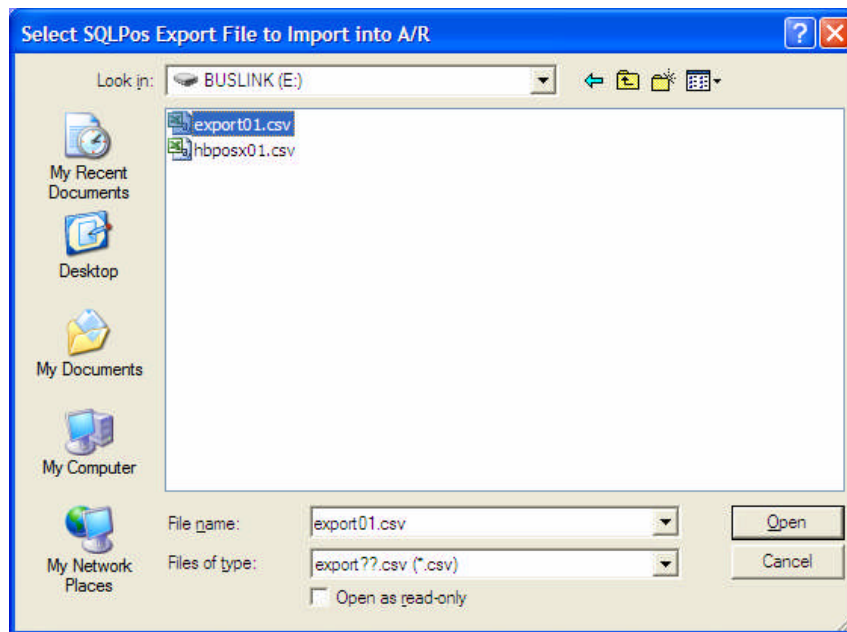 Select SQLPos Export File to Import into A/R
Look in:
BUSLINK (E:)
export01.csv
hbposx01.csv
My Recent
Documents
Desktop
My Documents
My Computer
My Network
Places
File name:
export01.csv
Open
Files of type:
export??.csv (*.csv)
Cancel
Open as read-only